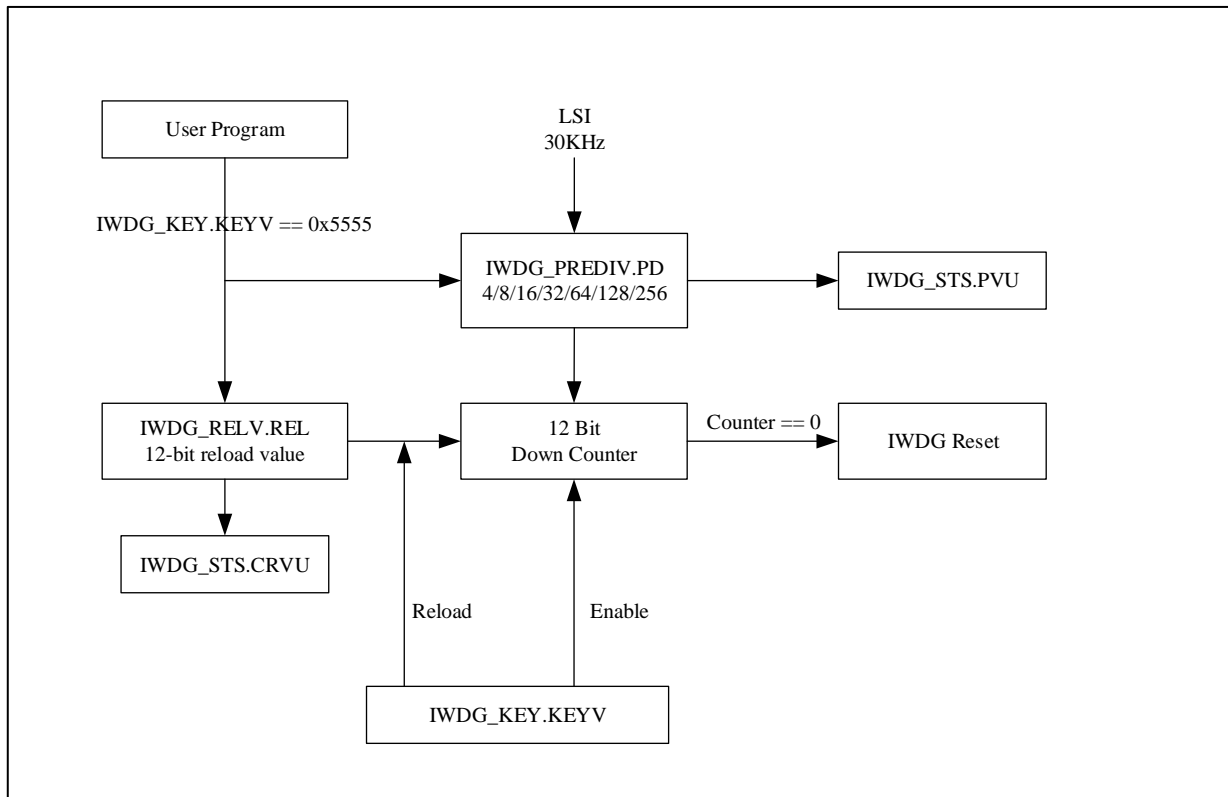 User Program
LSI
30KHz
IWDG_KEY.KEYV == 0x5555
IWDG_PREDIV.PD
4/8/16/32/64/128/256
IWDG_STS.PVU
IWDG_RELV.REL
12-bit reload value
12 Bit
Down Counter
Counter == 0
IWDG Reset
IWDG_STS.CRVU
Reload
Enable
IWDG_KEY.KEYV